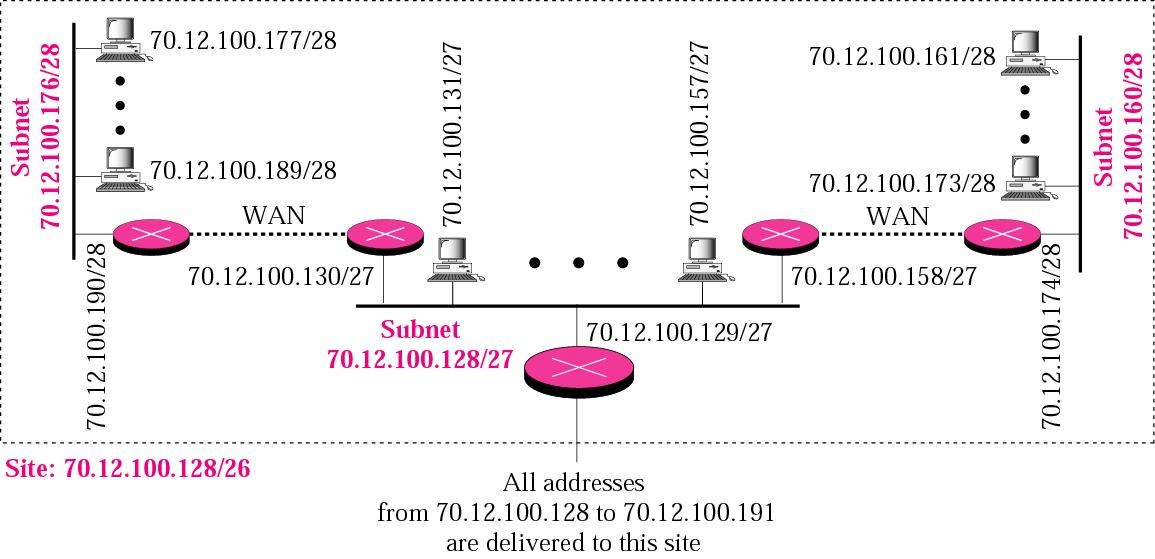 70.12.100.177/28
70.12.100.189/28
Subnet
70.12.100.176/28
70.12.100.190/28
WAN
70.12.100.130/27
70.12.100.131/27
70.12.100.157/27
Subnet
70.12.100.128/27
70.12.100.129/27
70.12.100.161/28
70.12.100.173/28
WAN
70.12.100.158/27
Subnet
70.12.100.160/28
70.12.100.174/28
Site: 70.12.100.128/26
All addresses
from 70.12.100.128 to 70.12.100.191
are delivered to this site